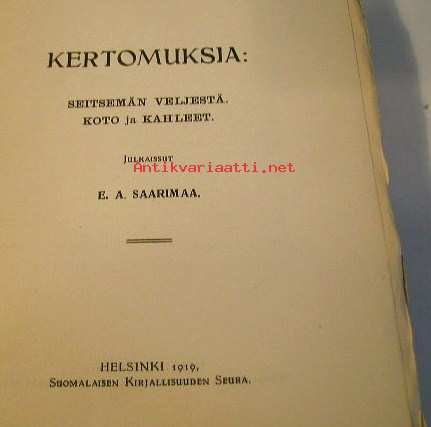 KERTOMUKSIA:
SEITSEMÄN VELJESTÄ.
KOTO ja KAHLEET.
JULKAISSUT
Antikvariaatti.net
E. A. SAARIMAA.
HELSINKI 1919,
SUOMALAISEN KIRJALLISUUDEN SEURA.